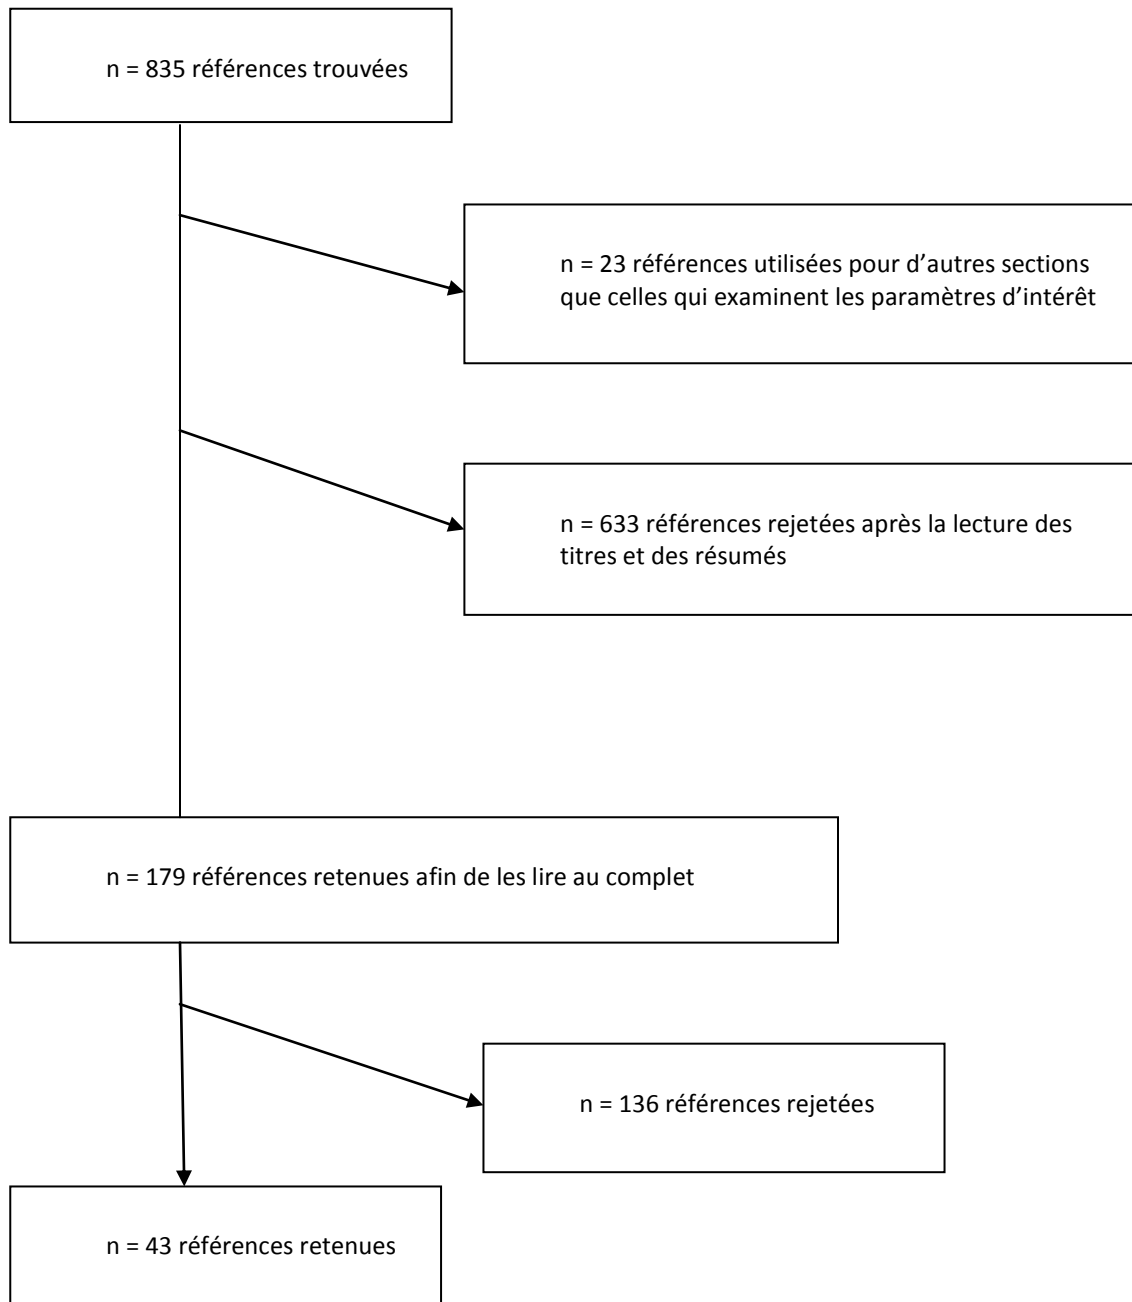 n = 835 références trouvées
n = 23 références utilisées pour d’autres sections
que celles qui examinent les paramètres d’intérêt
n = 633 références rejetées après la lecture des
titres et des résumés
n = 179 références retenues afin de les lire au complet
n = 136 références rejetées
n = 43 références retenues